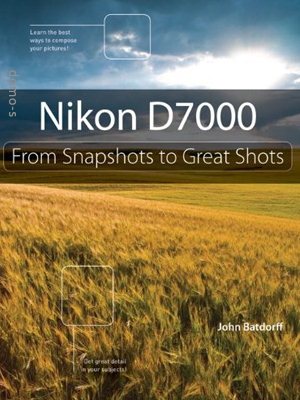 Learn the best
ways to compose
your pictures!
demo-s
Nikon D7000
From Snapshots to Great Shots
John Batdorff
Get great detail
in your subjects!